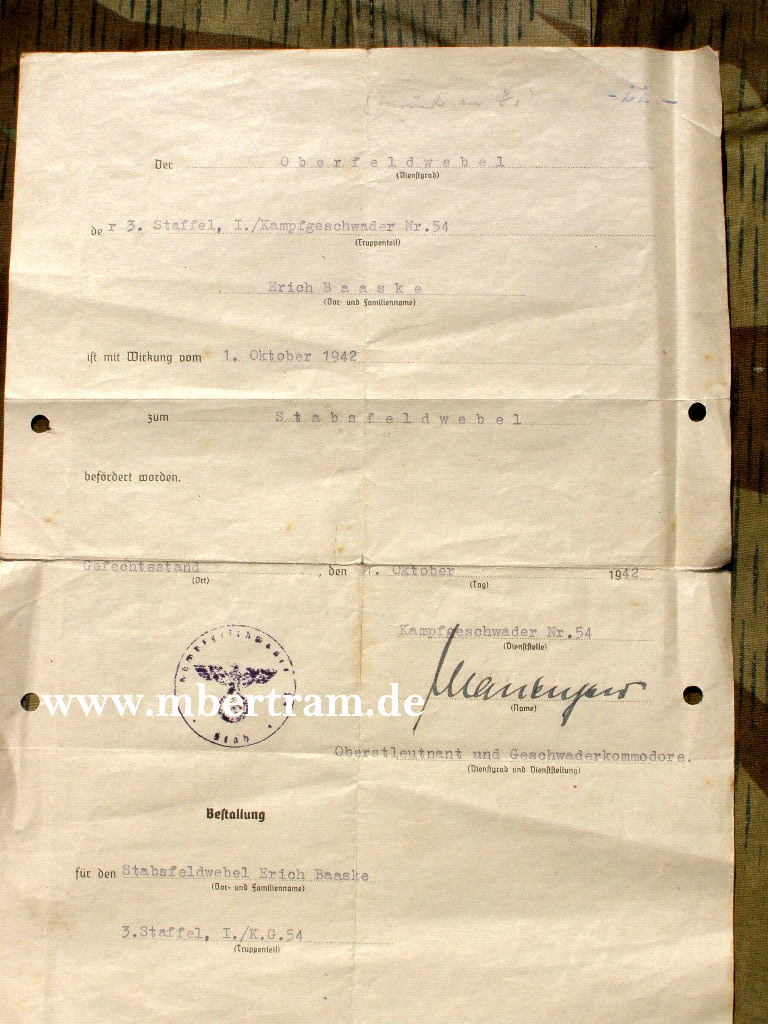 Der Oberfeldwebel
(Dienstgrad)
de r 3. Staffel, I./Kampfgeschwader Nr.54
(Truppenteil)
Erich Baaske
(Vor- und Familienname)
ist mit Wirkung vom 1. Oktober 1942
zum Stabsfeldwebel
befördert worden.
Gefechtsstand, den 1. Oktober 1942
(Ort) (Tag)
Kampfgeschwader Nr.54
(Dienststelle)
Kampfgeschwader
Stab
www.mbertram.de
(Name)
Oberstleutnant und Geschwaderkommodore.
(Dienstgrad und Dienststellung)
Bestallung
für den Stabsfeldwebel Erich Baaske
(Vor- und Familienname)
3.Staffel, I./K.G.54
(Truppenteil)